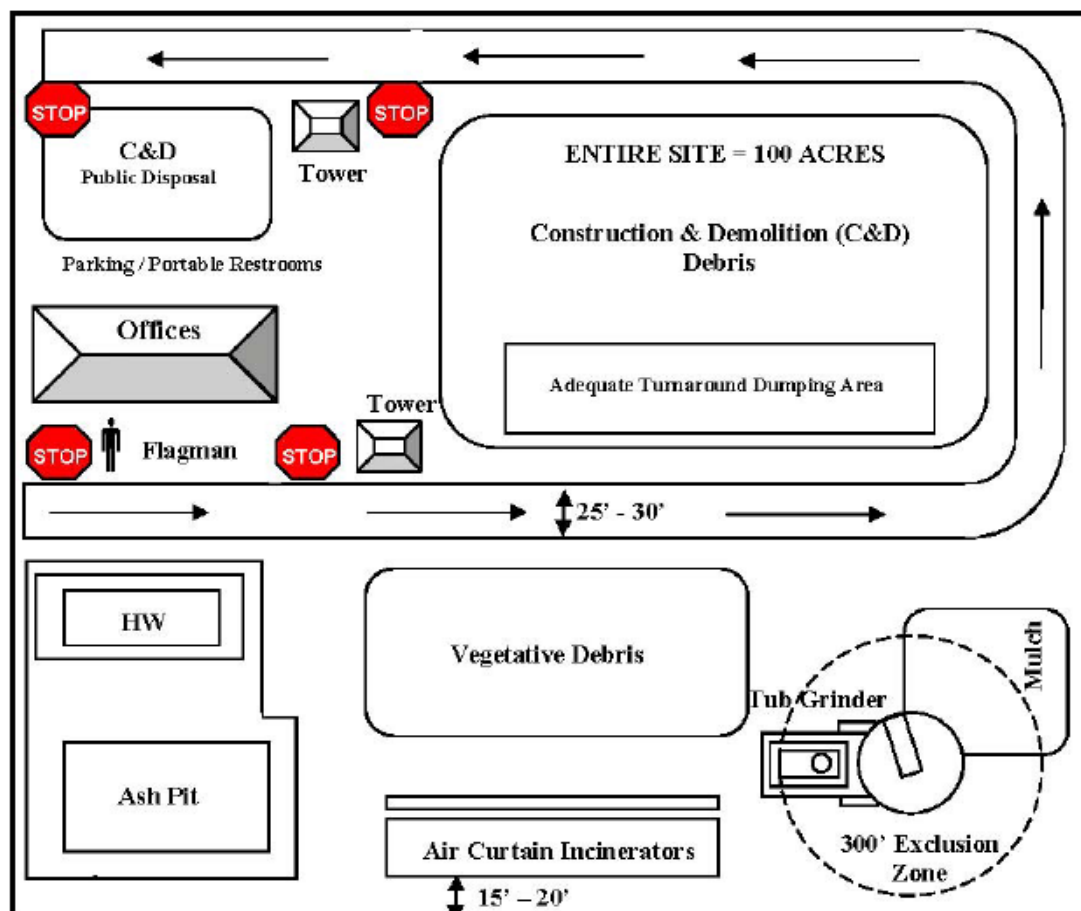 STOP
STOP
C&D
Public Disposal
Tower
ENTIRE SITE = 100 ACRES
Construction & Demolition (C&D)
Debris
Parking / Portable Restrooms
Offices
Adequate Turnaround Dumping Area
Tower
STOP
Flagman
STOP
25' - 30'
HW
Vegetative Debris
Mulch
Tub Grinder
Ash Pit
Air Curtain Incinerators
300' Exclusion
Zone
15' – 20'